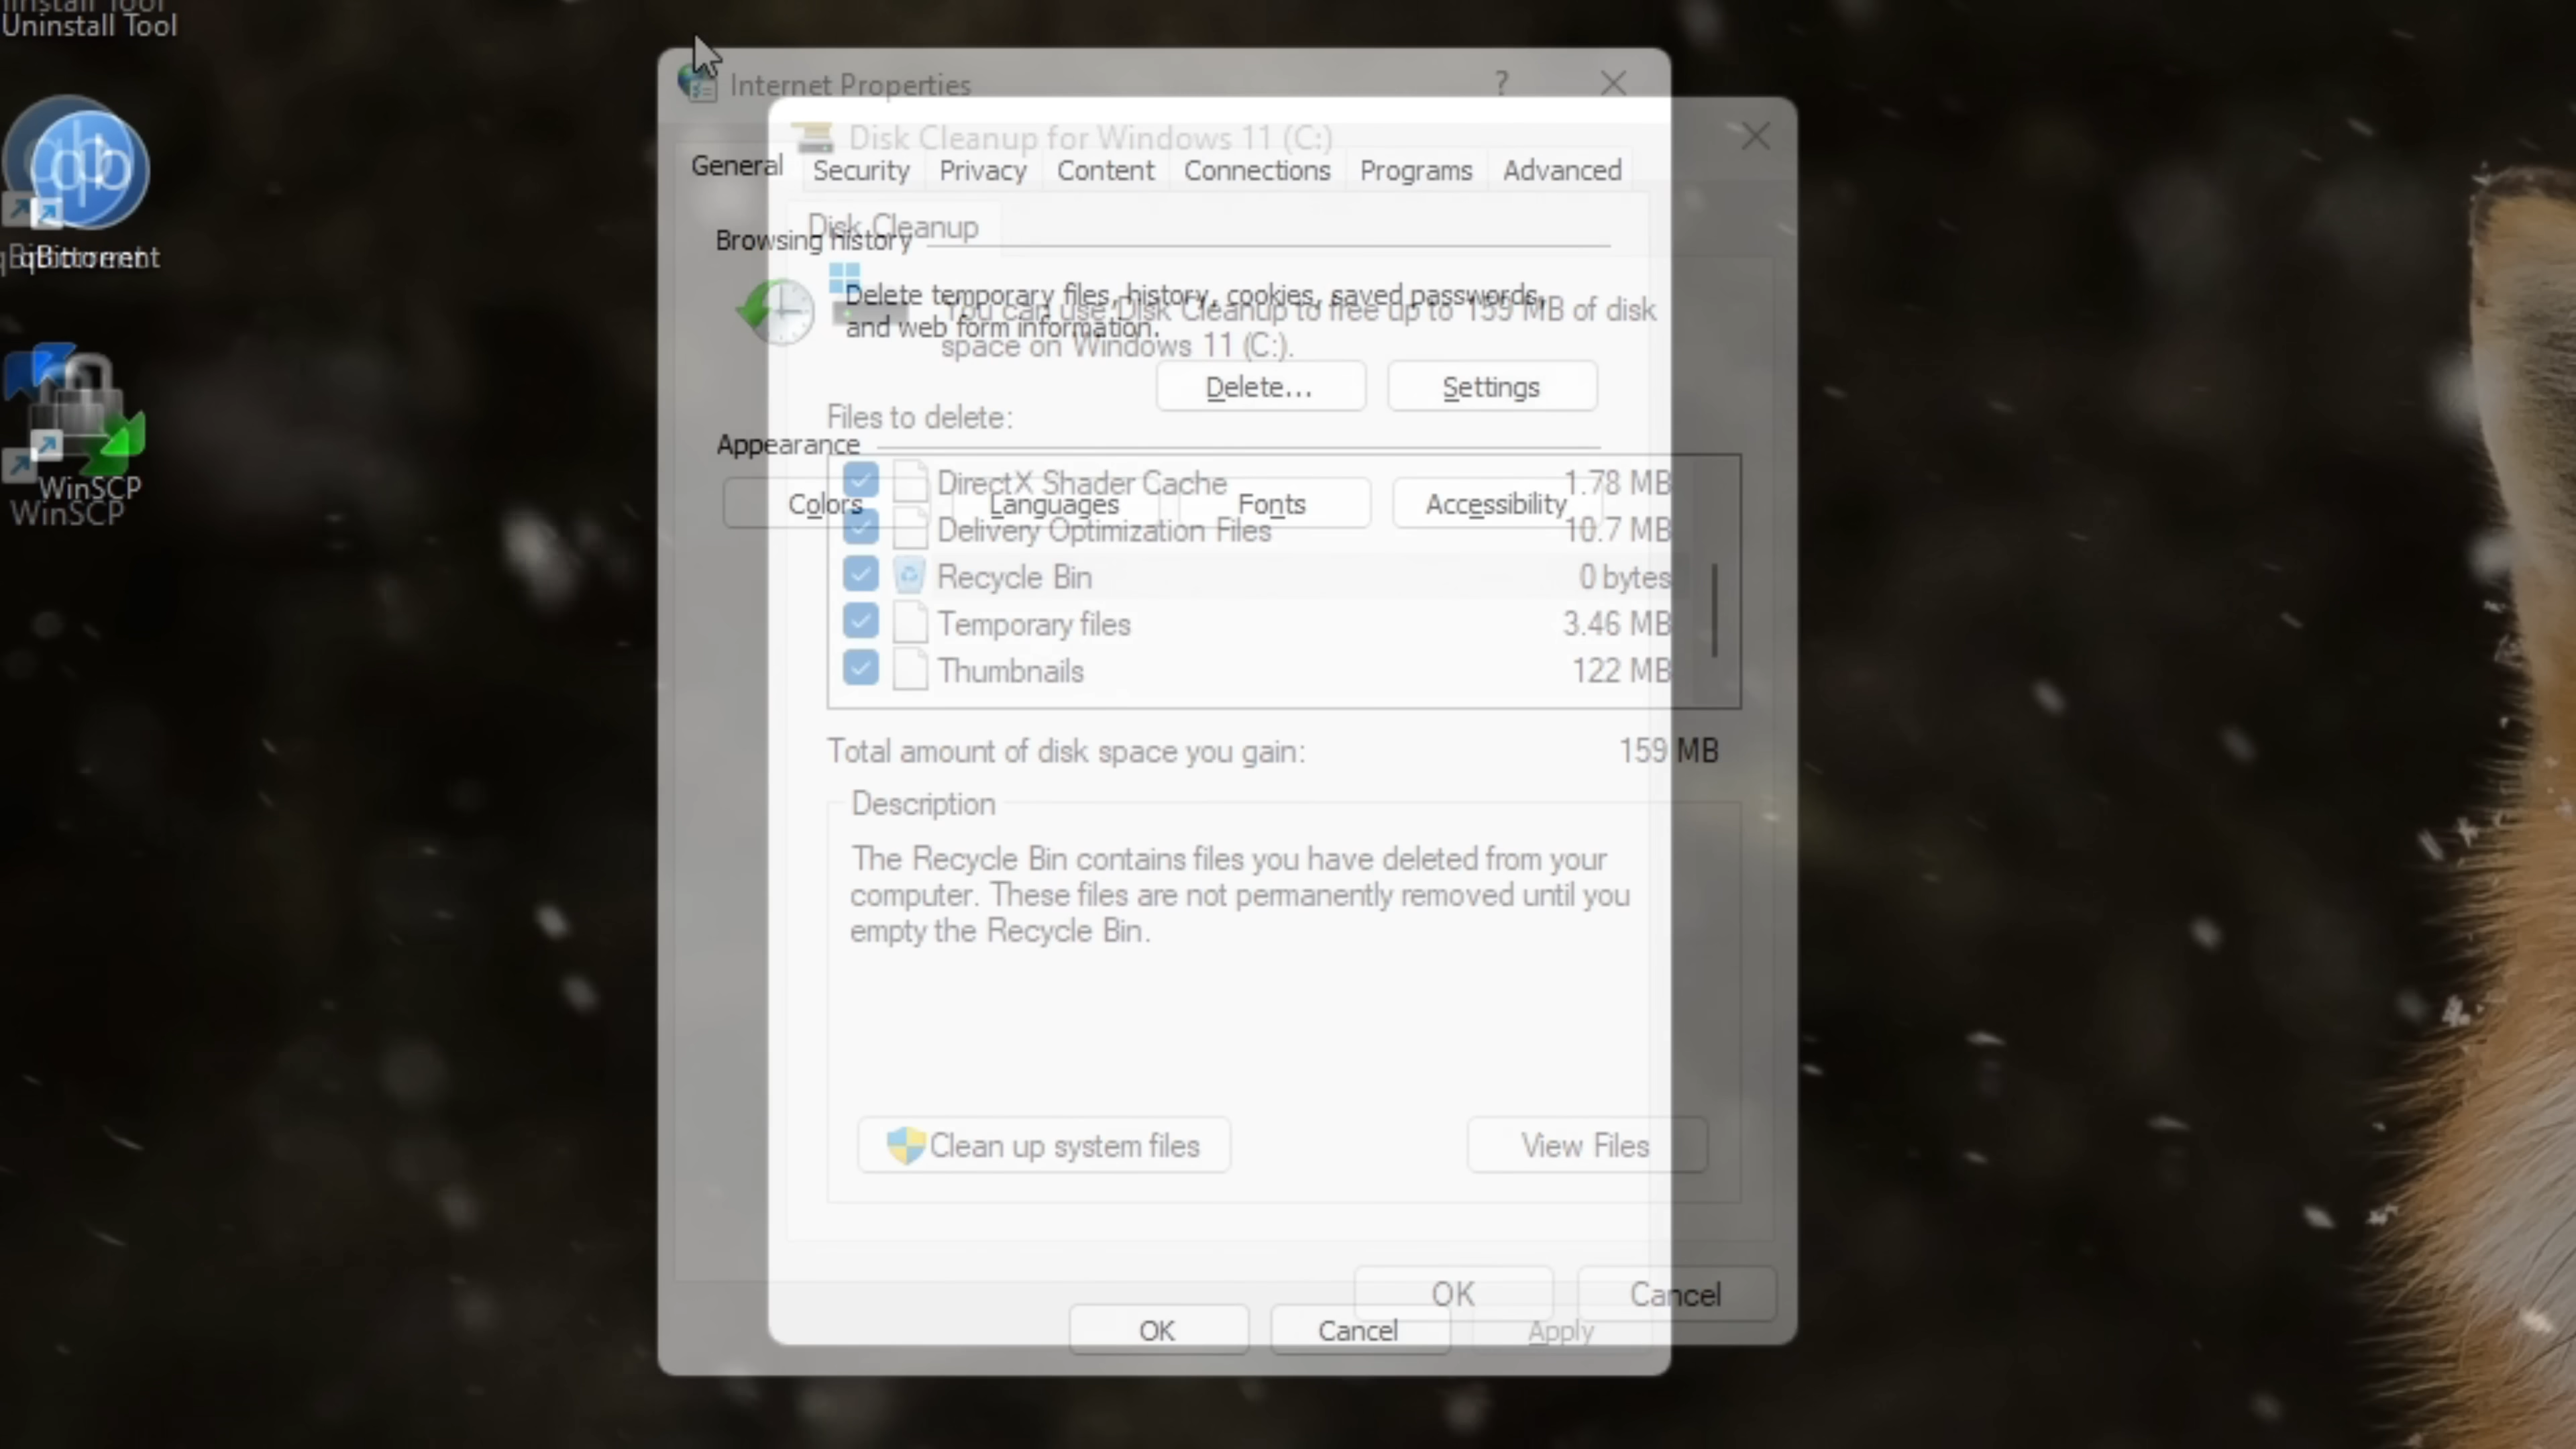 Uninstall Tool
Uninstall Tool
qBittorrent
qBittorrent
WinSCP
WinSCP
Internet Properties
?
General
Security
Privacy
Content
Connections
Programs
Advanced
Browsing history
Delete temporary files, history, cookies, saved passwords,
and web form information.
Delete...
Settings
Appearance
Colors
Languages
Fonts
Accessibility
OK
Cancel
Apply
Disk Cleanup for Windows 11 (C:)
Disk Cleanup
You can use Disk Cleanup to free up to 159 MB of disk
space on Windows 11 (C:).
Files to delete:
DirectX Shader Cache 1.78 MB
Delivery Optimization Files 10.7 MB
Recycle Bin 0 bytes
Temporary files 3.46 MB
Thumbnails 122 MB
Total amount of disk space you gain: 159 MB
Description
The Recycle Bin contains files you have deleted from your
computer. These files are not permanently removed until you
empty the Recycle Bin.
Clean up system files
View Files
OK
Cancel